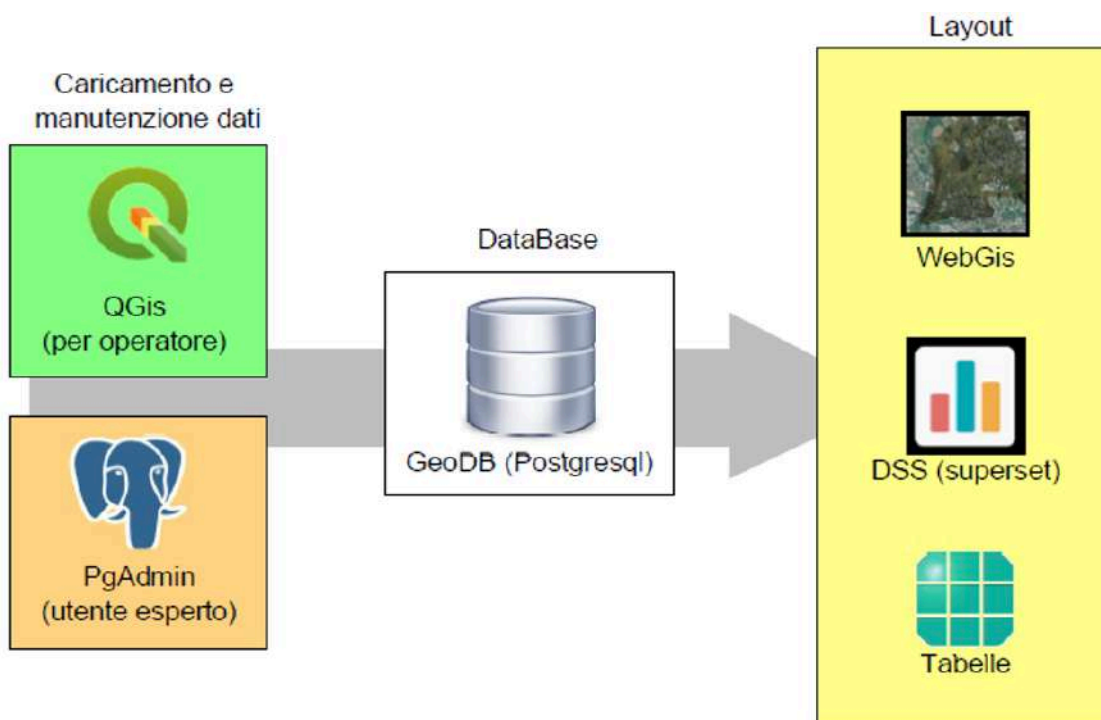 Caricamento e
manutenzione dati
QGis
(per operatore)
PgAdmin
(utente esperto)
DataBase
GeoDB (Postgresql)
Layout
WebGis
DSS (superset)
Tabelle